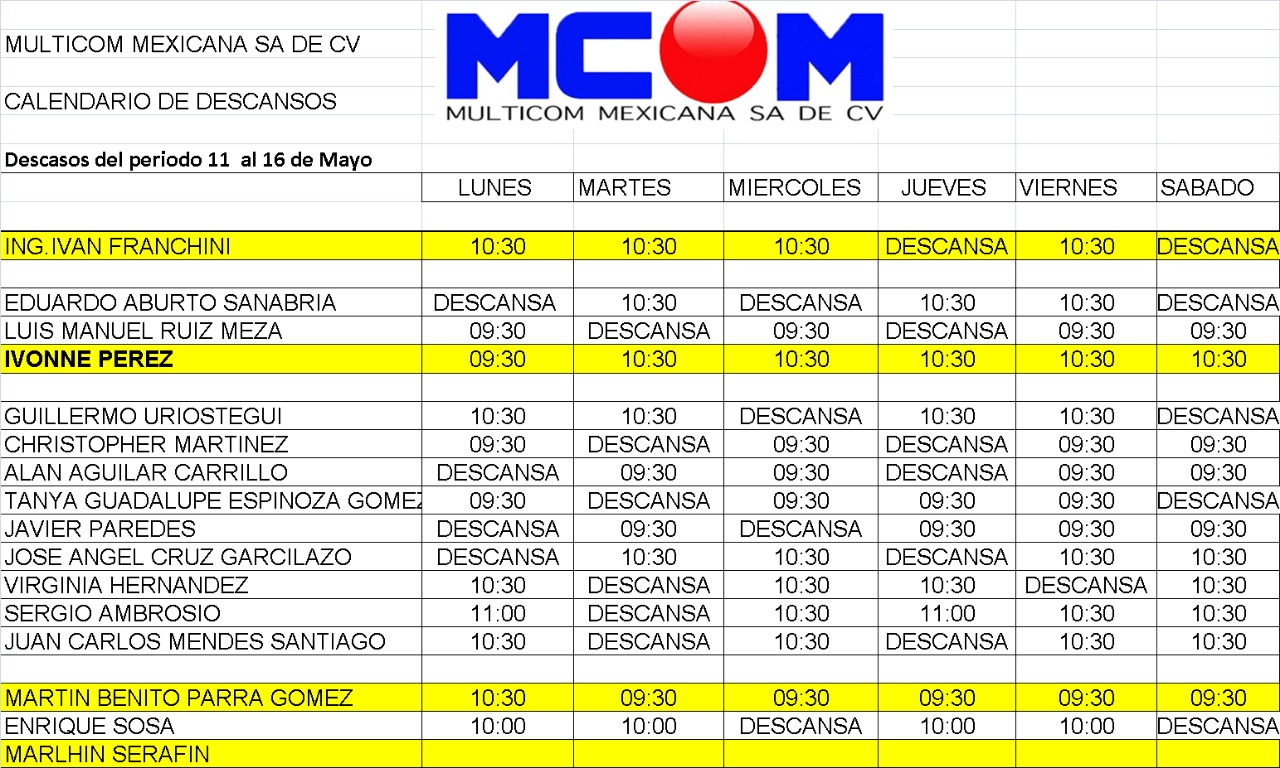 MCOM
MULTICOM MEXICANA SA DE CV
MULTICOM MEXICANA SA DE CV
CALENDARIO DE DESCANSOS
Descasos del periodo 11 al 16 de Mayo
LUNES MARTES MIERCOLES JUEVES VIERNES SABADO
ING.IVAN FRANCHINI 10:30 10:30 10:30 DESCANSA 10:30 DESCANSA
EDUARDO ABURTO SANABRIA DESCANSA 10:30 DESCANSA 10:30 10:30 DESCANSA
LUIS MANUEL RUIZ MEZA 09:30 DESCANSA 09:30 DESCANSA 09:30 09:30
IVONNE PEREZ 09:30 10:30 10:30 10:30 10:30 10:30
GUILLERMO URIOSTEGUI 10:30 10:30 DESCANSA 10:30 10:30 DESCANSA
CHRISTOPHER MARTINEZ 09:30 DESCANSA 09:30 DESCANSA 09:30 09:30
ALAN AGUILAR CARRILLO DESCANSA 09:30 09:30 DESCANSA 09:30 09:30
TANYA GUADALUPE ESPINOZA GOMEZ 09:30 DESCANSA 09:30 09:30 09:30 DESCANSA
JAVIER PAREDES DESCANSA 09:30 DESCANSA 09:30 09:30 09:30
JOSE ANGEL CRUZ GARCILAZO DESCANSA 10:30 10:30 DESCANSA 10:30 10:30
VIRGINIA HERNANDEZ 10:30 DESCANSA 10:30 10:30 DESCANSA 10:30
SERGIO AMBROSIO 11:00 DESCANSA 10:30 11:00 10:30 10:30
JUAN CARLOS MENDES SANTIAGO 10:30 DESCANSA 10:30 DESCANSA 10:30 10:30
MARTIN BENITO PARRA GOMEZ 10:30 09:30 09:30 09:30 09:30 09:30
ENRIQUE SOSA 10:00 10:00 DESCANSA 10:00 10:00 DESCANSA
MARLHIN SERAFIN